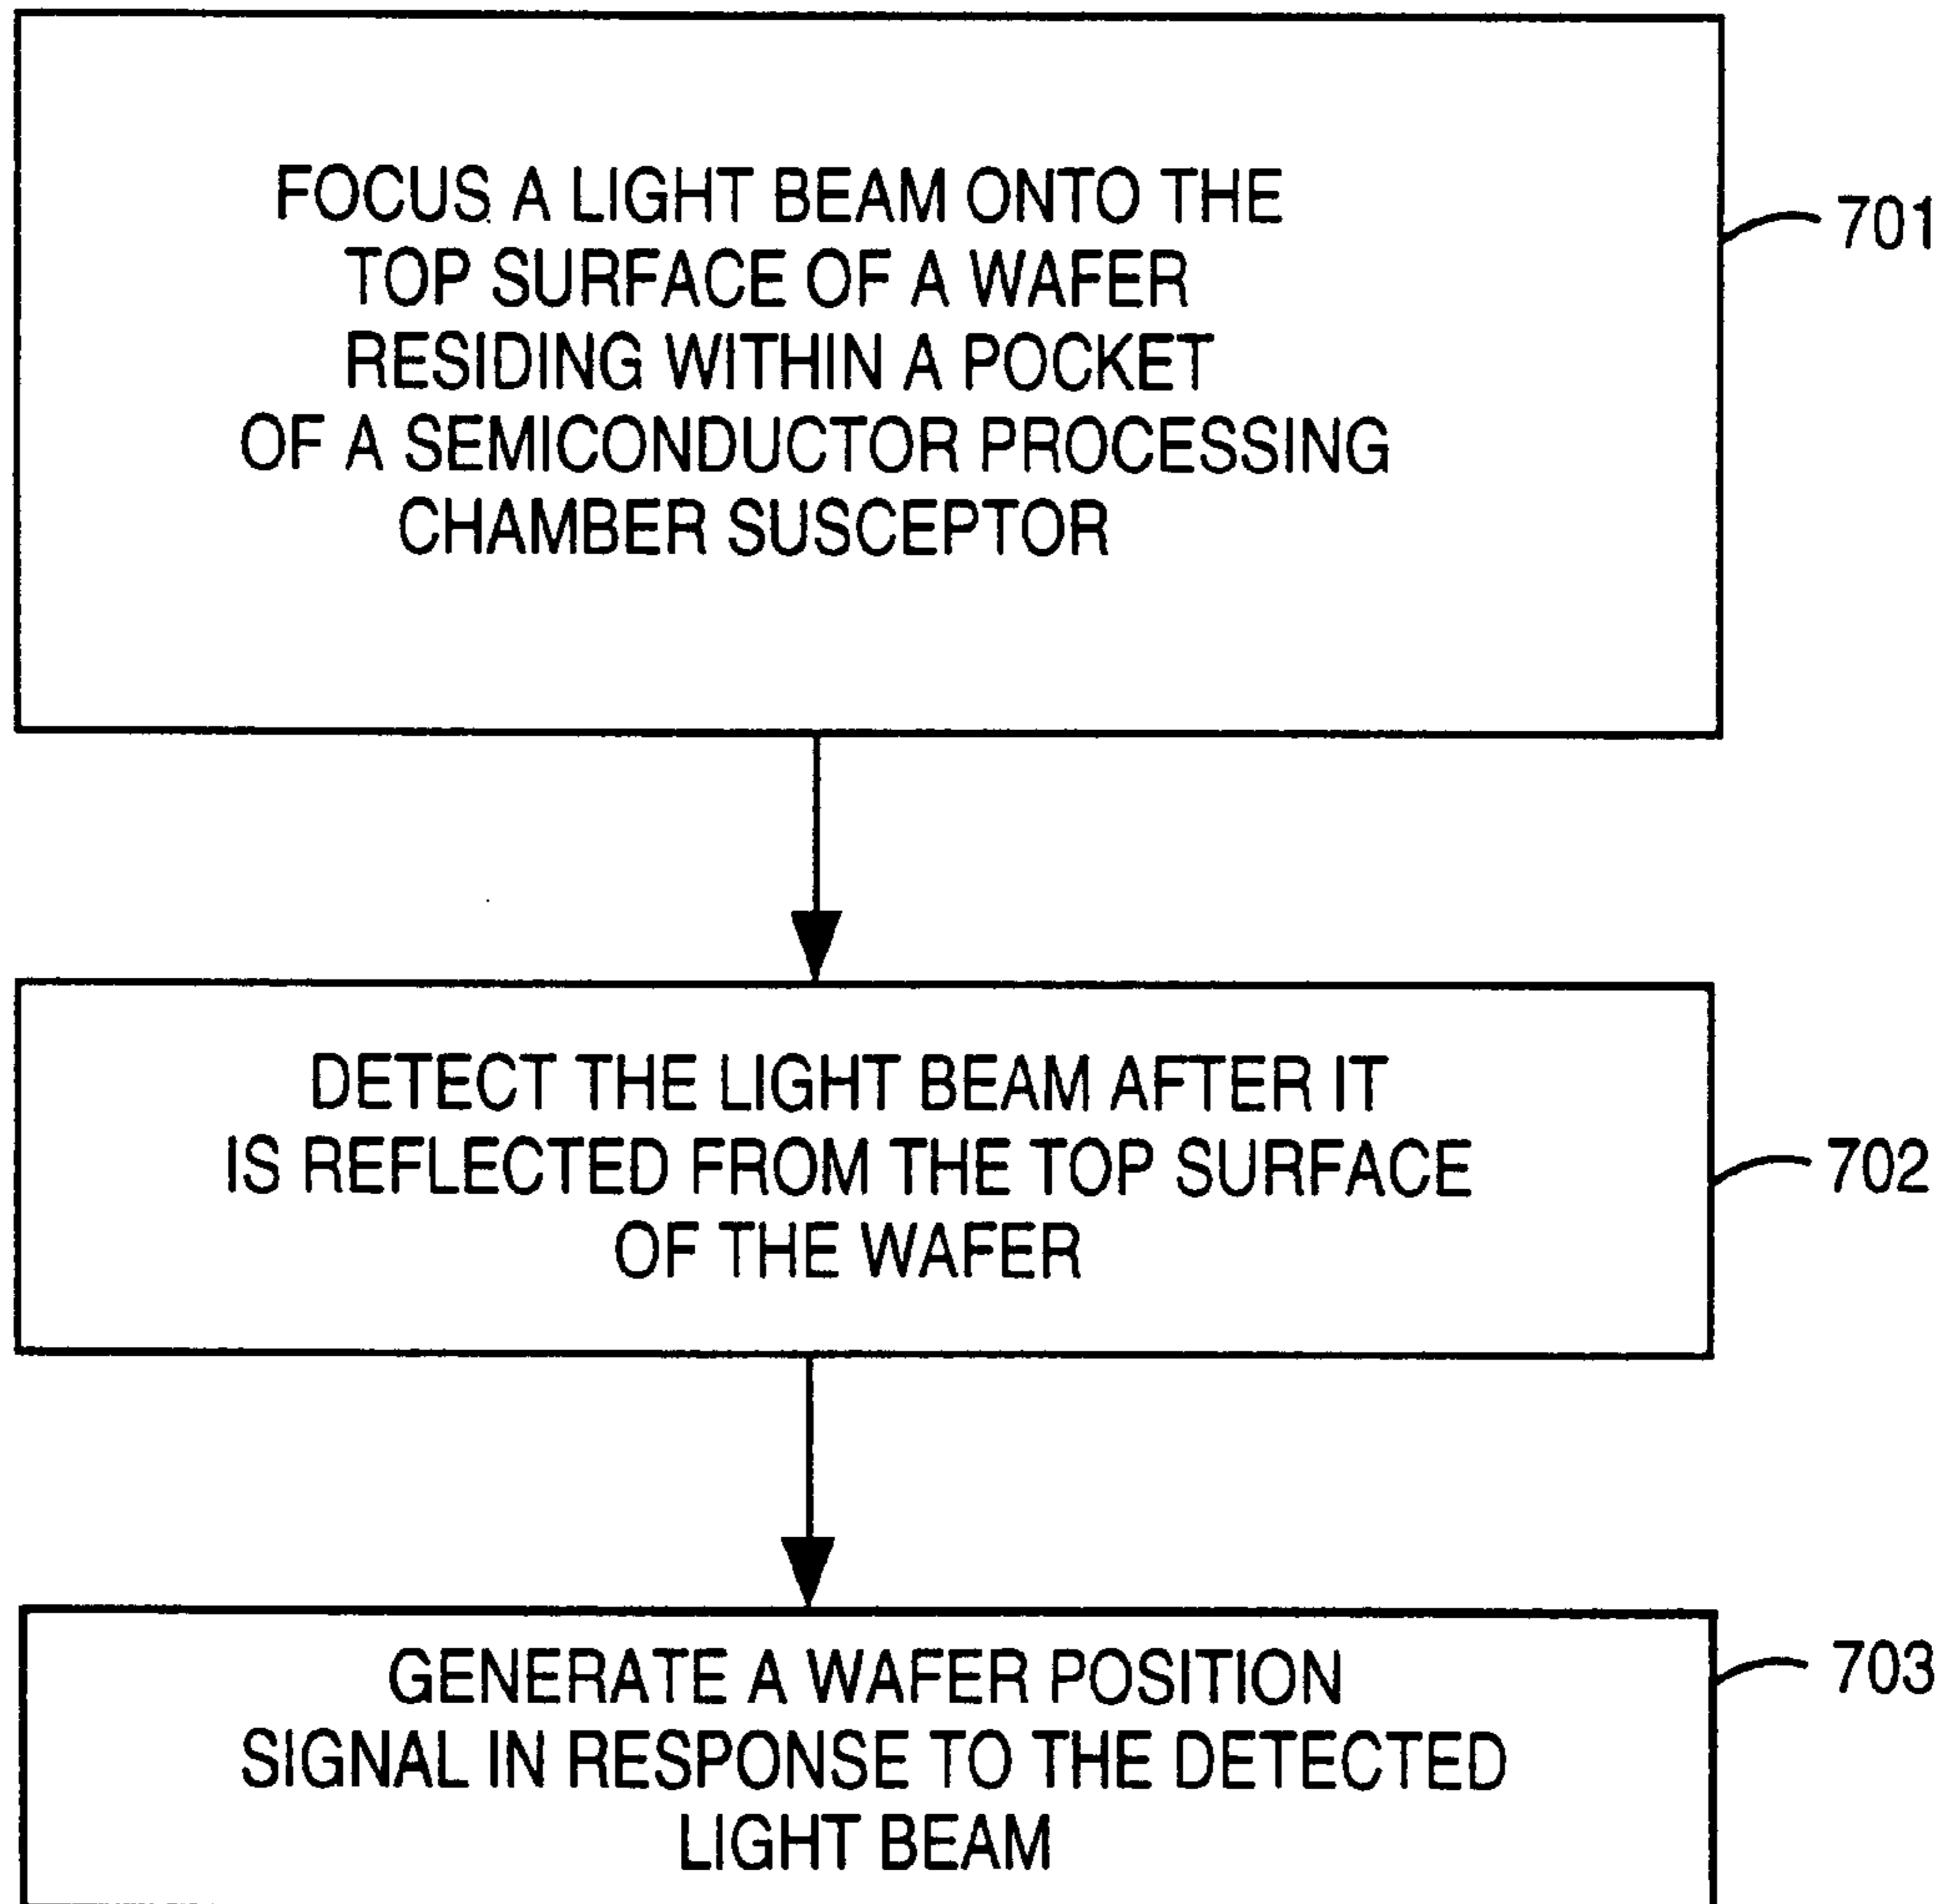 FOCUS A LIGHT BEAM ONTO THE
TOP SURFACE OF A WAFER
RESIDING WITHIN A POCKET
OF A SEMICONDUCTOR PROCESSING
CHAMBER SUSCEPTOR
701
DETECT THE LIGHT BEAM AFTER IT
IS REFLECTED FROM THE TOP SURFACE
OF THE WAFER
702
GENERATE A WAFER POSITION
SIGNAL IN RESPONSE TO THE DETECTED
LIGHT BEAM
703